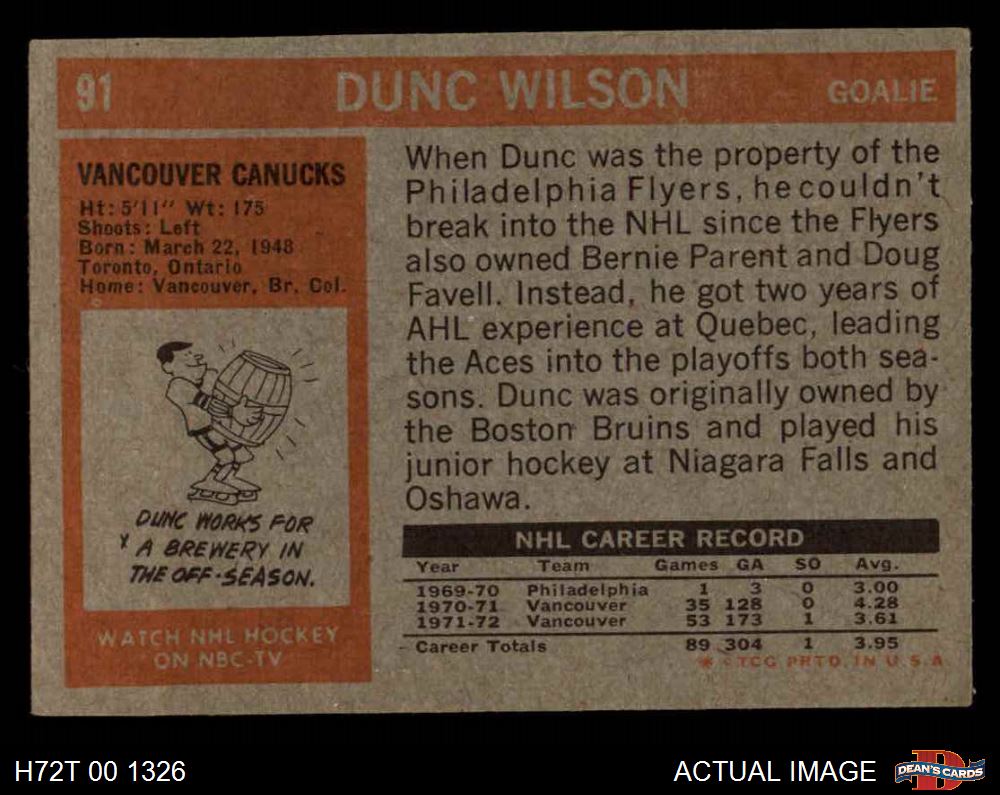 91 DUNC WILSON GOALIE
VANCOUVER CANUCKS
Ht: 5'11" Wt: 175
Shoots: Left
Born: March 22, 1948
Toronto, Ontario
Home: Vancouver, Br. Col.
DUNC WORKS FOR
A BREWERY IN
THE OFF-SEASON.
WATCH NHL HOCKEY
ON NBC-TV
When Dunc was the property of the
Philadelphia Flyers, he couldn't
break into the NHL since the Flyers
also owned Bernie Parent and Doug
Favell. Instead, he got two years of
AHL experience at Quebec, leading
the Aces into the playoffs both sea-
sons. Dunc was originally owned by
the Boston Bruins and played his
junior hockey at Niagara Falls and
Oshawa.
NHL CAREER RECORD
Year Team Games GA SO Avg.
1969-70 Philadelphia 1 3 0 3.00
1970-71 Vancouver 35 128 0 4.28
1971-72 Vancouver 53 173 1 3.61
Career Totals 89 304 1 3.95
* © TCG PRTD. IN U S A
H72T 00 1326
ACTUAL IMAGE
D
DEAN'S CARDS